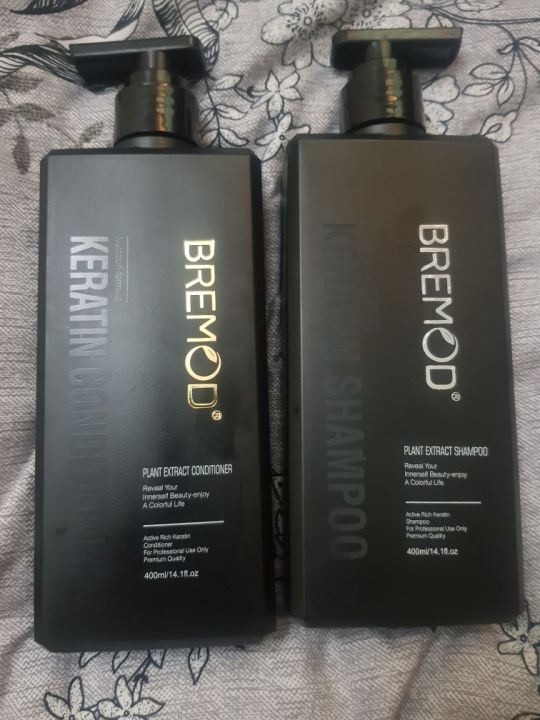 BREMOD®
Nutrition formula
KERATIN COND
PLANT EXTRACT CONDITIONER
Reveal Your
Innerself Beauty-enjoy
A Colorful Life
Active Rich Keratin
Conditioner
For Professional Use Only
Premium Quality
400ml/14.1fl.oz
BREMOD®
KERATIN SHAMPOO
PLANT EXTRACT SHAMPOO
Reveal Your
Innerself Beauty-enjoy
A Colorful Life
Active Rich Keratin
Shampoo
For Professional Use Only
Premium Quality
400ml/14.1fl.oz